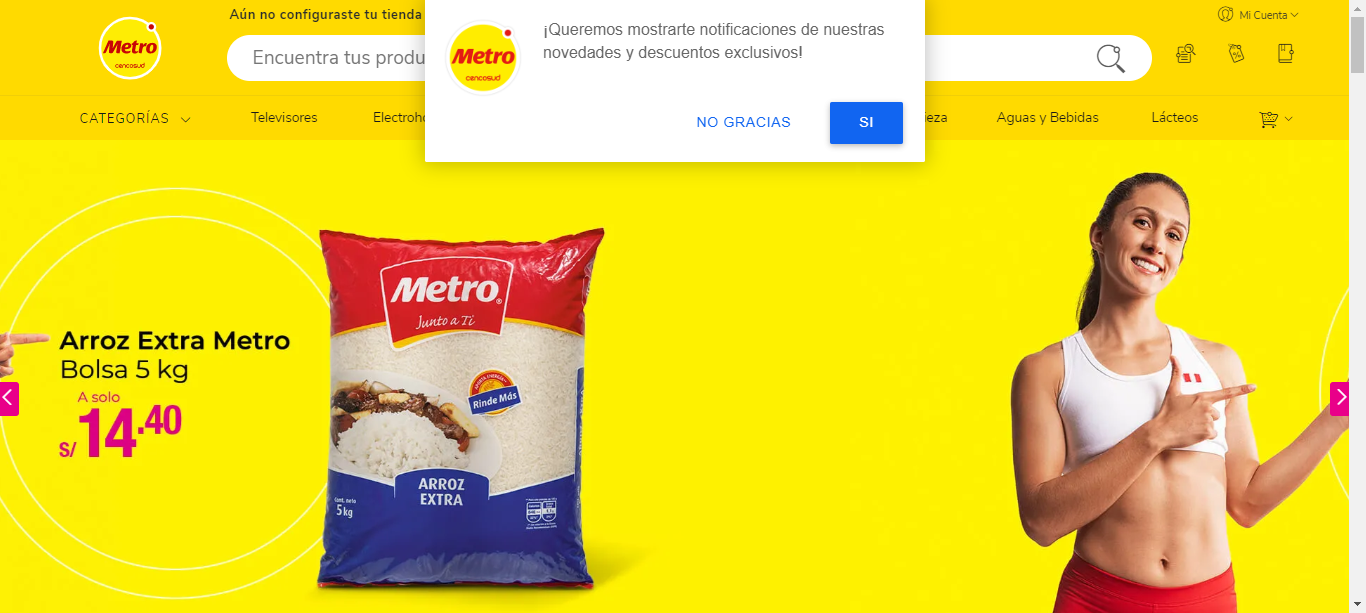 Aún no configuraste tu tienda
¡Queremos mostrarte notificaciones de nuestras
novedades y descuentos exclusivos!
NO GRACIAS
SI
Metro
cencosud
Metro
cencosud
Mi Cuenta
Encuentra tus produ
CATEGORÍAS
Televisores
Electroho
ieza
Aguas y Bebidas
Lácteos
Arroz Extra Metro
Bolsa 5 kg
A solo
S/ 14.40
Metro
Junto a Ti
Rinde Más
ARROZ
EXTRA
Cont. neto
5 kg